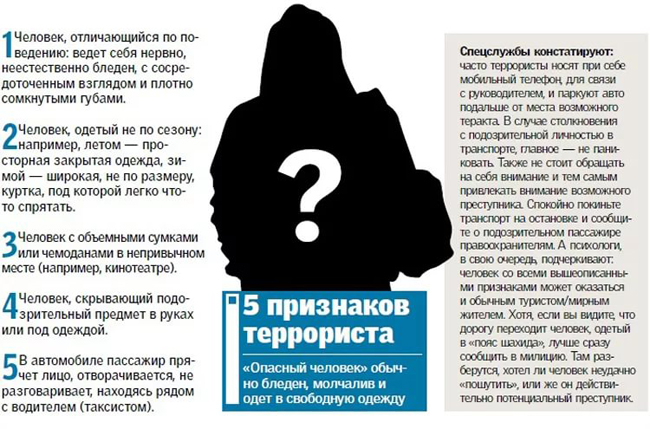 1 Человек, отличающийся по по-
ведению: ведет себя нервно,
неестественно бледен, с сосре-
доточенным взглядом и плотно
сомкнутыми губами.
2 Человек, одетый не по сезону:
например, летом — про-
сторная закрытая одежда, зи-
мой — широкая, не по размеру,
куртка, под которой легко что-
то спрятать.
3 Человек с объемными сумками
или чемоданами в непривычном
месте (например, кинотеатре).
4 Человек, скрывающий подо-
зрительный предмет в руках
или под одеждой.
5 В автомобиле пассажир пря-
чет лицо, отворачивается, не
разговаривает, находясь рядом
с водителем (таксистом).
?
5 признаков
террориста
«Опасный человек» обыч-
но бледен, молчалив и
одет в свободную одежду
Спецслужбы констатируют:
часто террористы носят при себе
мобильный телефон, для связи
с руководителем, и паркуют авто
подальше от места возможного
теракта. В случае столкновения
с подозрительной личностью в
транспорте, главное — не пани-
ковать. Также не стоит обращать
на себя внимание и тем самым
привлекать внимание возможного
преступника. Спокойно покиньте
транспорт на остановке и сообщи-
те о подозрительном пассажире
правоохранителям. А психологи,
в свою очередь, подчеркивают:
человек со всеми вышеописанны-
ми признаками может оказаться
и обычным туристом/мирным
жителем. Хотя, если вы видите, что
дорогу переходит человек, одетый
в «пояс шахида», лучше сразу
сообщить в милицию. Там раз-
берутся, хотел ли человек неудачно
«пошутить», или же он действи-
тельно потенциальный преступник.